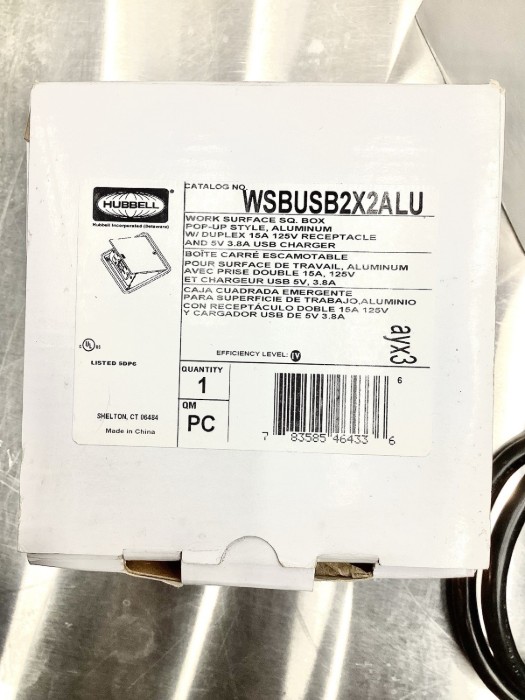 HUBBELL
Hubbell Incorporated (Delaware)
CATALOG NO.
WSBUSB2X2ALU
WORK SURFACE SQ. BOX
POP-UP STYLE, ALUMINUM
W/ DUPLEX 15A 125V RECEPTACLE
AND 5V 3.8A USB CHARGER
BOÎTE CARRÉ ESCAMOTABLE
POUR SURFACE DE TRAVAIL, ALUMINUM
AVEC PRISE DOUBLE 15A, 125V
ET CHARGEUR USB 5V, 3.8A
CAJA CUADRADA EMERGENTE
PARA SUPERFICIE DE TRABAJO,ALUMINIO
CON RECEPTÁCULO DOBLE 15A 125V
Y CARGADOR USB DE 5V 3.8A
ayx3
EFFICIENCY LEVEL: IV
c UL US
LISTED 5DP6
QUANTITY
1
QM
PC
SHELTON, CT 06484
Made in China
6
7 83585 46433 6